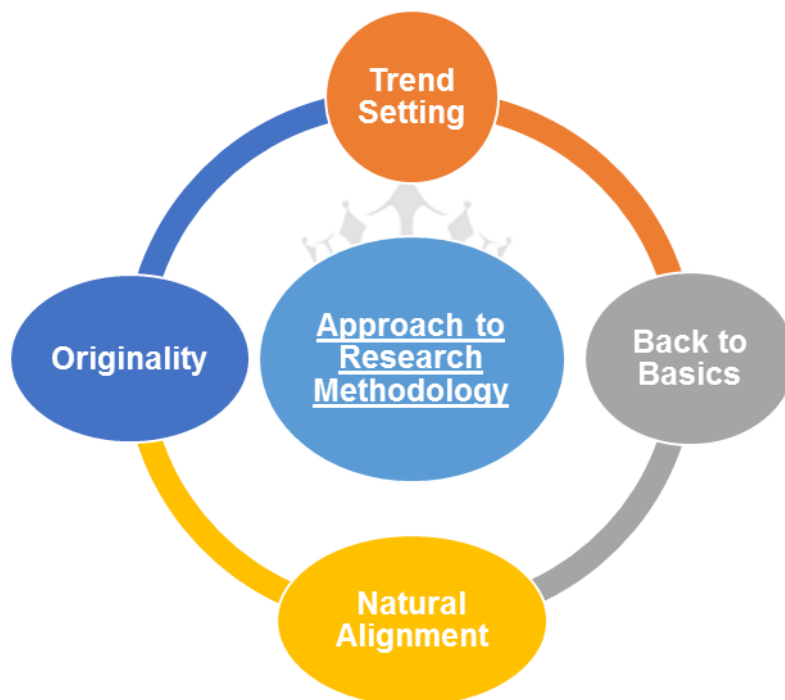 Trend
Setting
Originality
Approach to
Research
Methodology
Back to
Basics
Natural
Alignment